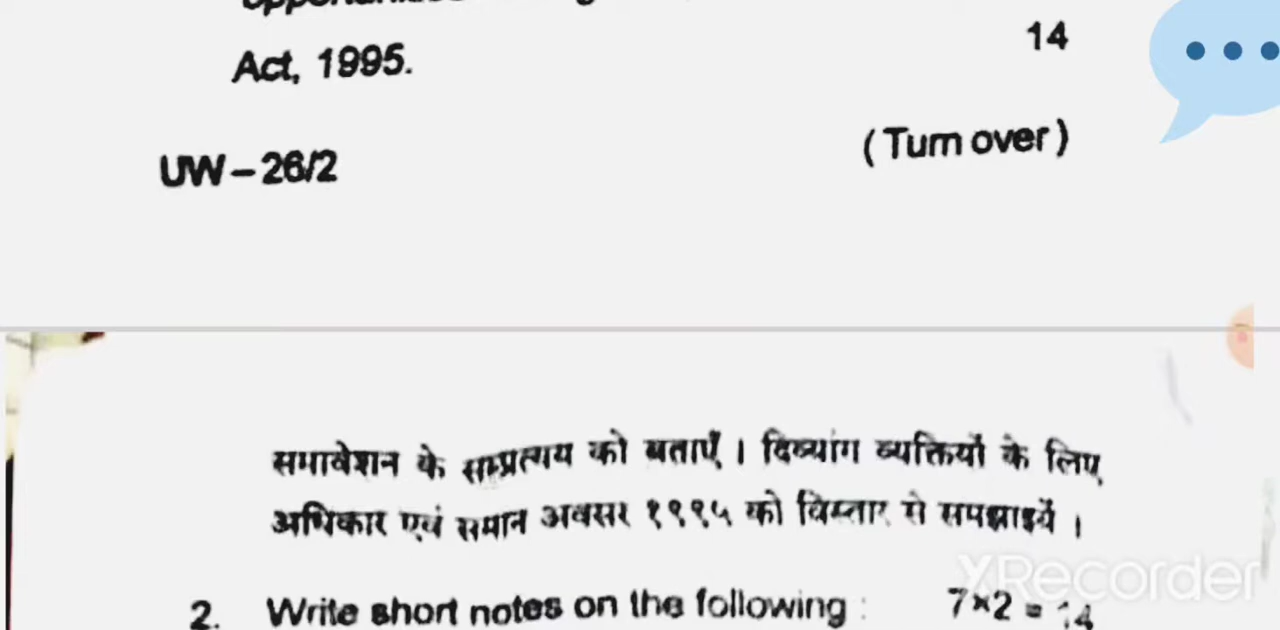 Act, 1995.
14
UW – 26/2
(Turn over)
समावेशन के सम्प्रत्यय को बताएँ । दिव्यांग व्यक्तियों के लिए
अधिकार एवं समान अवसर १९९५ को विस्तार से समझाइयें ।
2. Write short notes on the following : 7×2 = 14
XRecorder